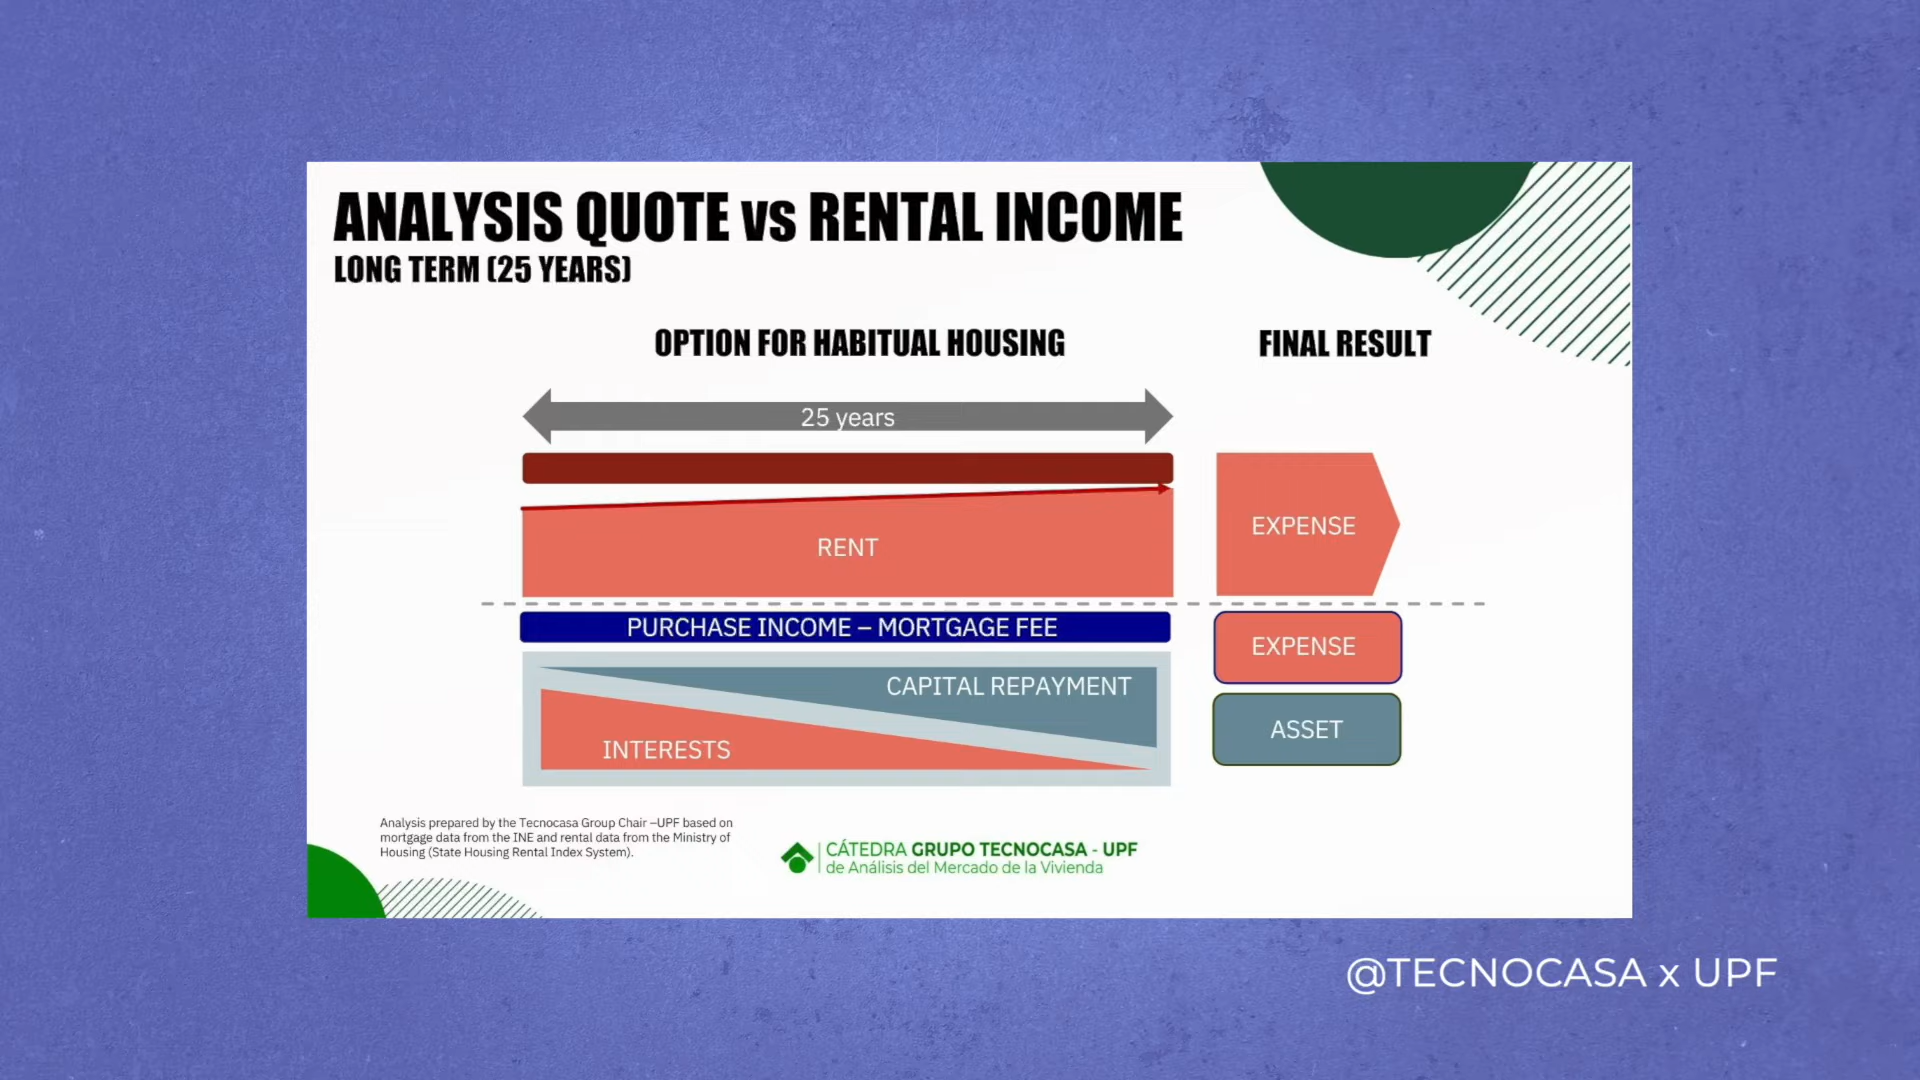 ANALYSIS QUOTE vs RENTAL INCOME
LONG TERM (25 YEARS)
OPTION FOR HABITUAL HOUSING
FINAL RESULT
25 years
RENT
EXPENSE
PURCHASE INCOME – MORTGAGE FEE
EXPENSE
CAPITAL REPAYMENT
INTERESTS
ASSET
Analysis prepared by the Tecnocasa Group Chair –UPF based on
mortgage data from the INE and rental data from the Ministry of
Housing (State Housing Rental Index System).
CÁTEDRA GRUPO TECNOCASA - UPF
de Análisis del Mercado de la Vivienda
@TECNOCASA x UPF